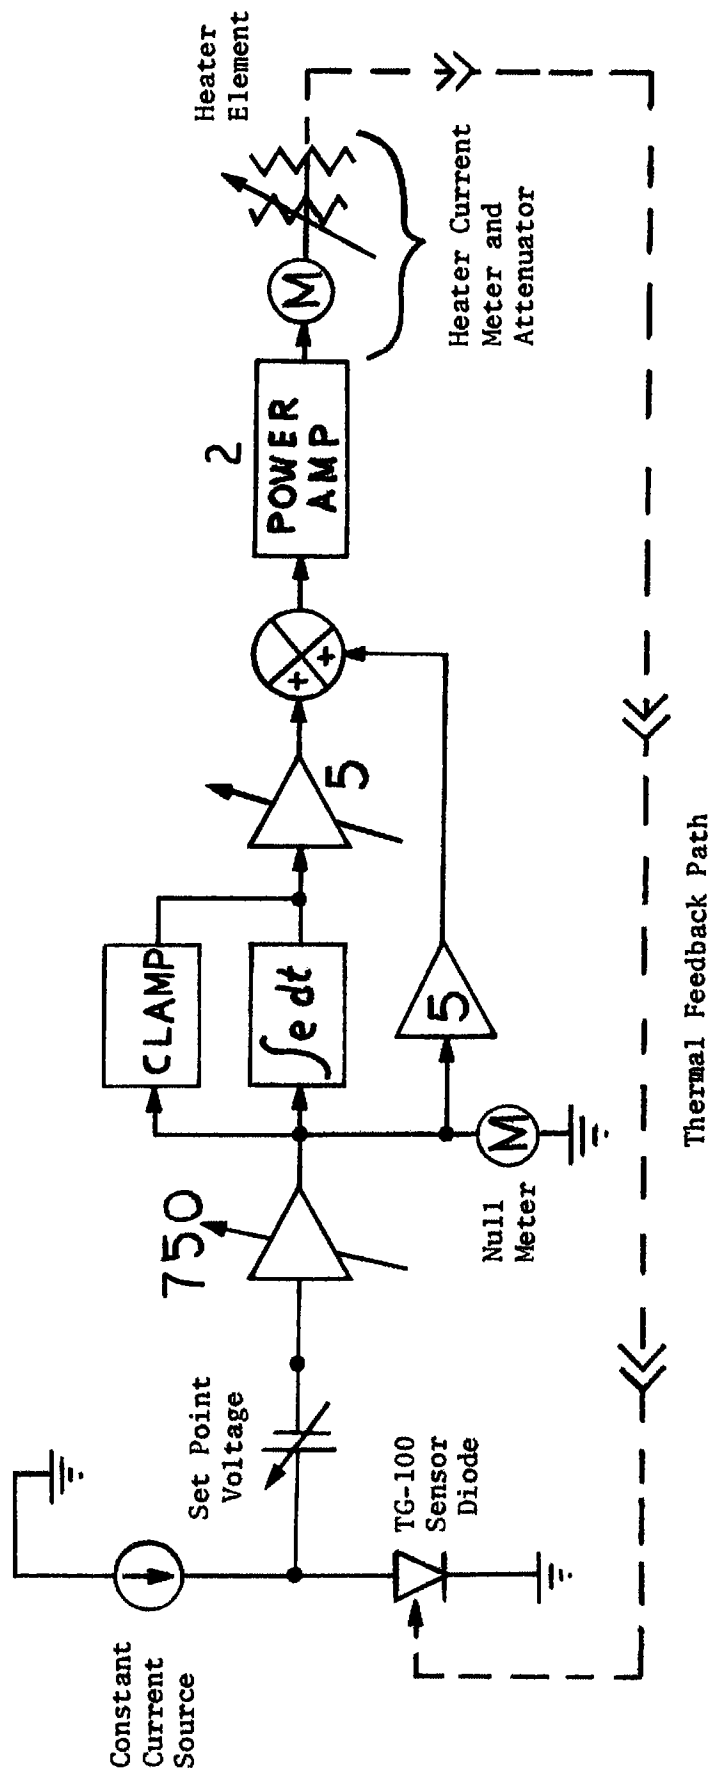 Constant
Current
Source
Set Point
Voltage
TG-100
Sensor
Diode
750
Null
Meter
M
CLAMP
∫e dt
5
5
+
+
2
POWER
AMP
M
Heater
Element
Heater Current
Meter and
Attenuator
Thermal Feedback Path